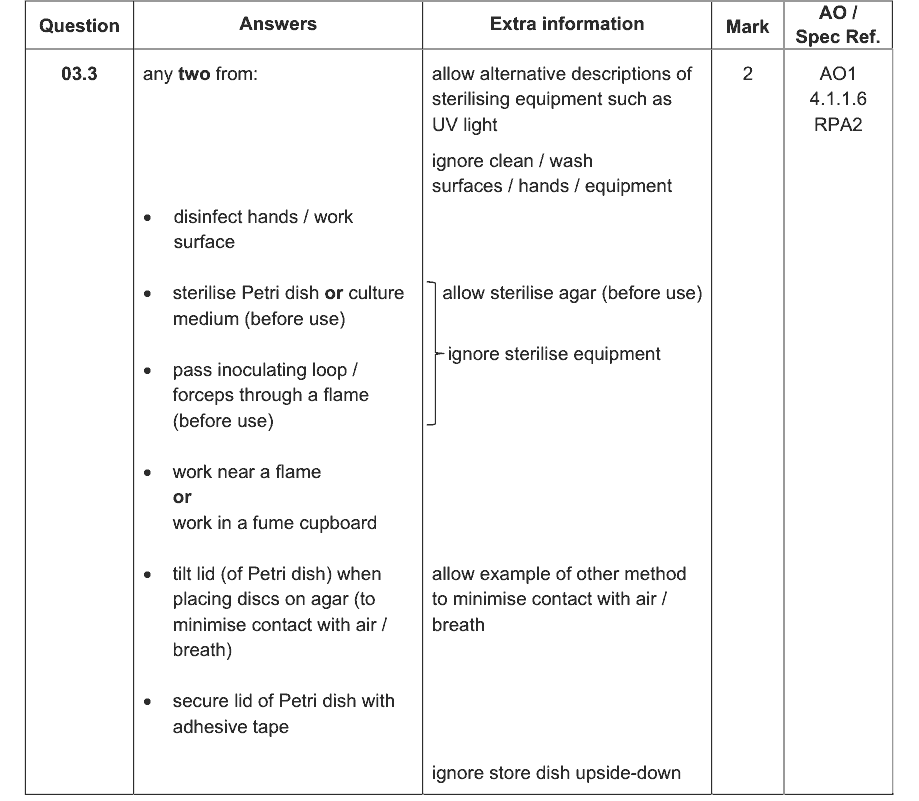 Question
Answers
Extra information
Mark
AO /
Spec Ref.
03.3
any two from:
allow alternative descriptions of
sterilising equipment such as
UV light
2
AO1
4.1.1.6
RPA2
ignore clean / wash
surfaces / hands / equipment
• disinfect hands / work
surface
• sterilise Petri dish or culture
medium (before use)
allow sterilise agar (before use)
ignore sterilise equipment
• pass inoculating loop /
forceps through a flame
(before use)
• work near a flame
or
work in a fume cupboard
• tilt lid (of Petri dish) when
placing discs on agar (to
minimise contact with air /
breath)
allow example of other method
to minimise contact with air /
breath
• secure lid of Petri dish with
adhesive tape
ignore store dish upside-down